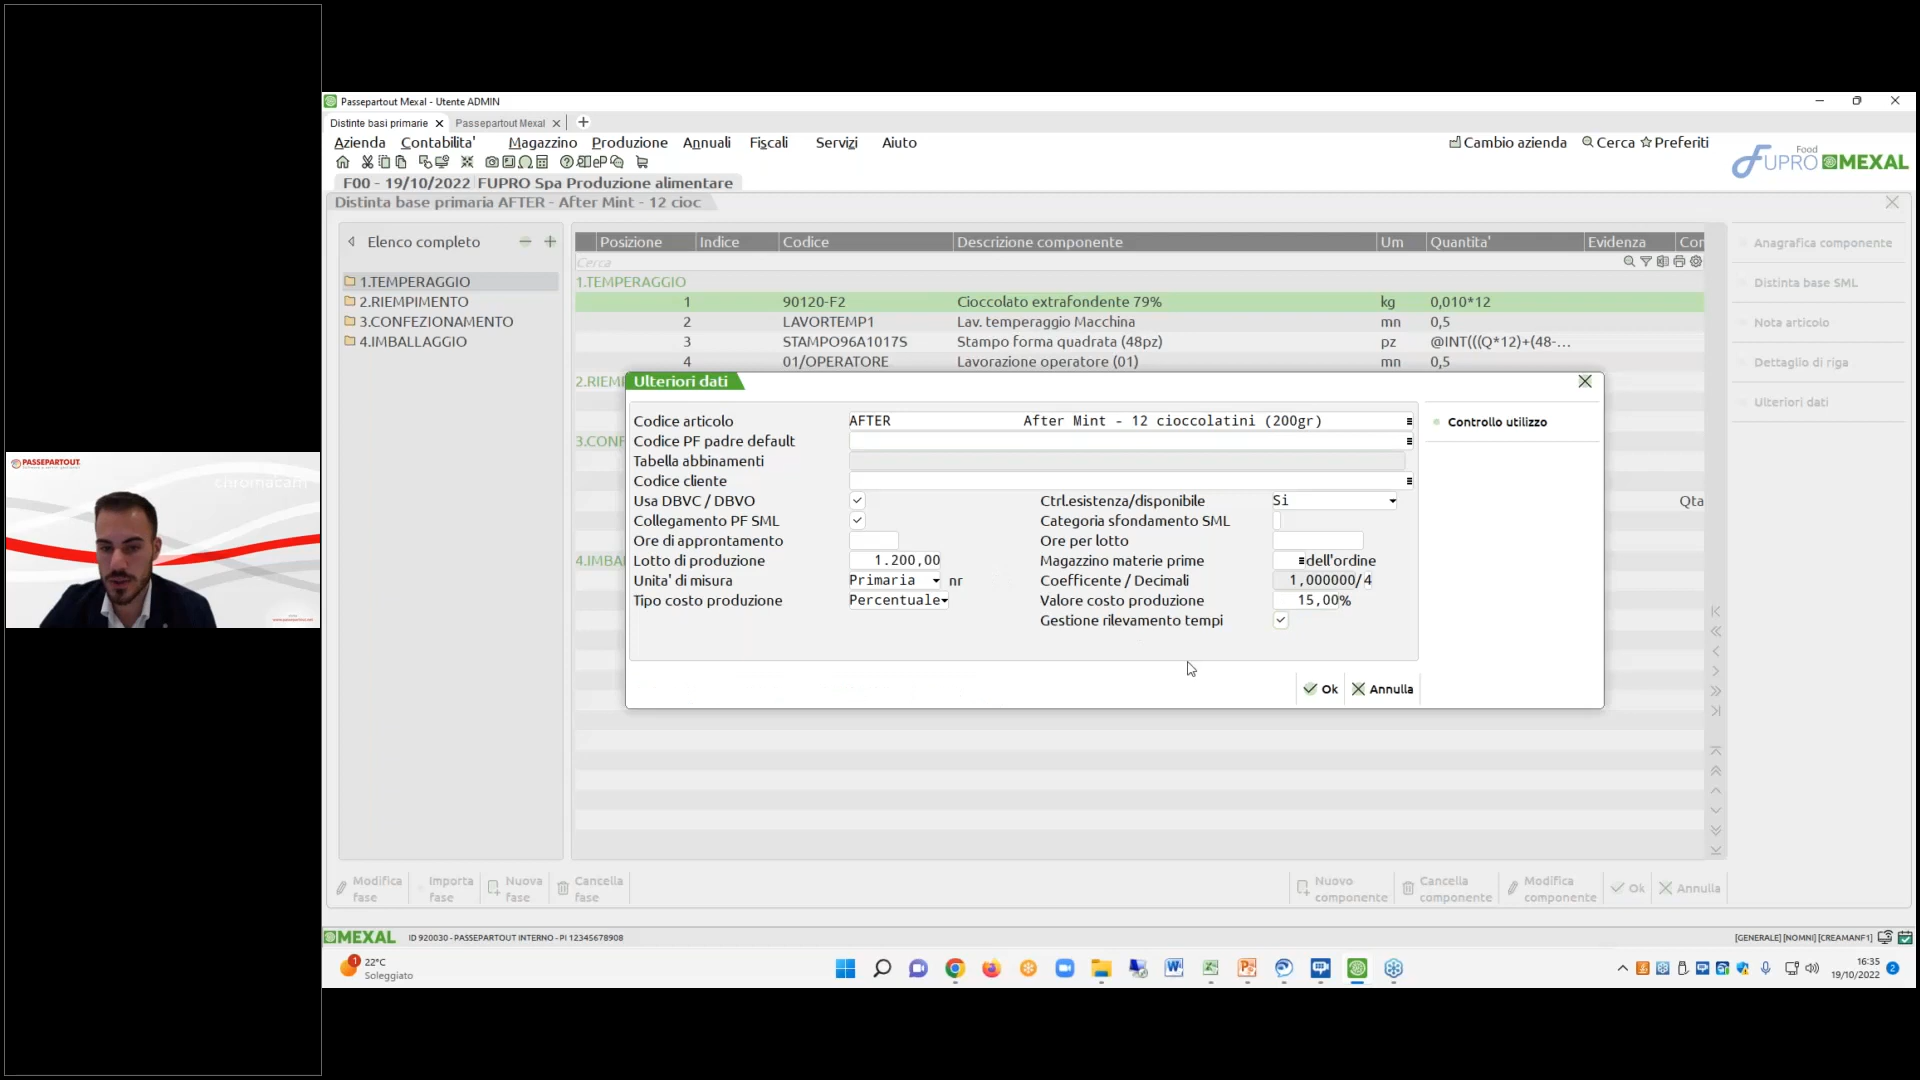 PASSEPARTOUT
chromacam
Passepartout Mexal - Utente ADMIN
Distinte basi primarie
Passepartout Mexal
Azienda Contabilita' Magazzino Produzione Annuali Fiscali Servizi Aiuto
Cambio azienda Cerca Preferiti
Food
FUPRO MEXAL
F00 - 19/10/2022 FUPRO Spa Produzione alimentare
Distinta base primaria AFTER - After Mint - 12 cioc
Elenco completo
1.TEMPERAGGIO
2.RIEMPIMENTO
3.CONFEZIONAMENTO
4.IMBALLAGGIO
Posizione Indice Codice Descrizione componente Um Quantita' Evidenza Con
Cerca
1.TEMPERAGGIO
1 90120-F2 Cioccolato extrafondente 79% kg 0,010*12
2 LAVORTEMP1 Lav. temperaggio Macchina mn 0,5
3 STAMPO96A1017S Stampo forma quadrata (48pz) pz @INT(((Q*12)+(48-...
4 01/OPERATORE Lavorazione operatore (01) mn 0,5
2.RIEMI
3.CONF
Qta
4.IMBAI
Anagrafica componente
Distinta base SML
Nota articolo
Dettaglio di riga
Ulteriori dati
Ulteriori dati
Codice articolo AFTER After Mint - 12 cioccolatini (200gr)
Codice PF padre default
Tabella abbinamenti
Codice cliente
Usa DBVC / DBVO Ctrl.esistenza/disponibile Si
Collegamento PF SML Categoria sfondamento SML
Ore di approntamento Ore per lotto
Lotto di produzione 1.200,00 Magazzino materie prime dell'ordine
Unita' di misura Primaria nr Coefficente / Decimali 1,000000/4
Tipo costo produzione Percentuale Valore costo produzione 15,00%
Gestione rilevamento tempi
Controllo utilizzo
Ok Annulla
Modifica fase
Importa fase
Nuova fase
Cancella fase
Nuovo componente
Cancella componente
Modifica componente
Ok
Annulla
MEXAL ID 920030 - PASSEPARTOUT INTERNO - PI 12345678908
[GENERALE] [NOMNI] [CREAMANF1]
1
22°C
Soleggiato
16:35
19/10/2022
2